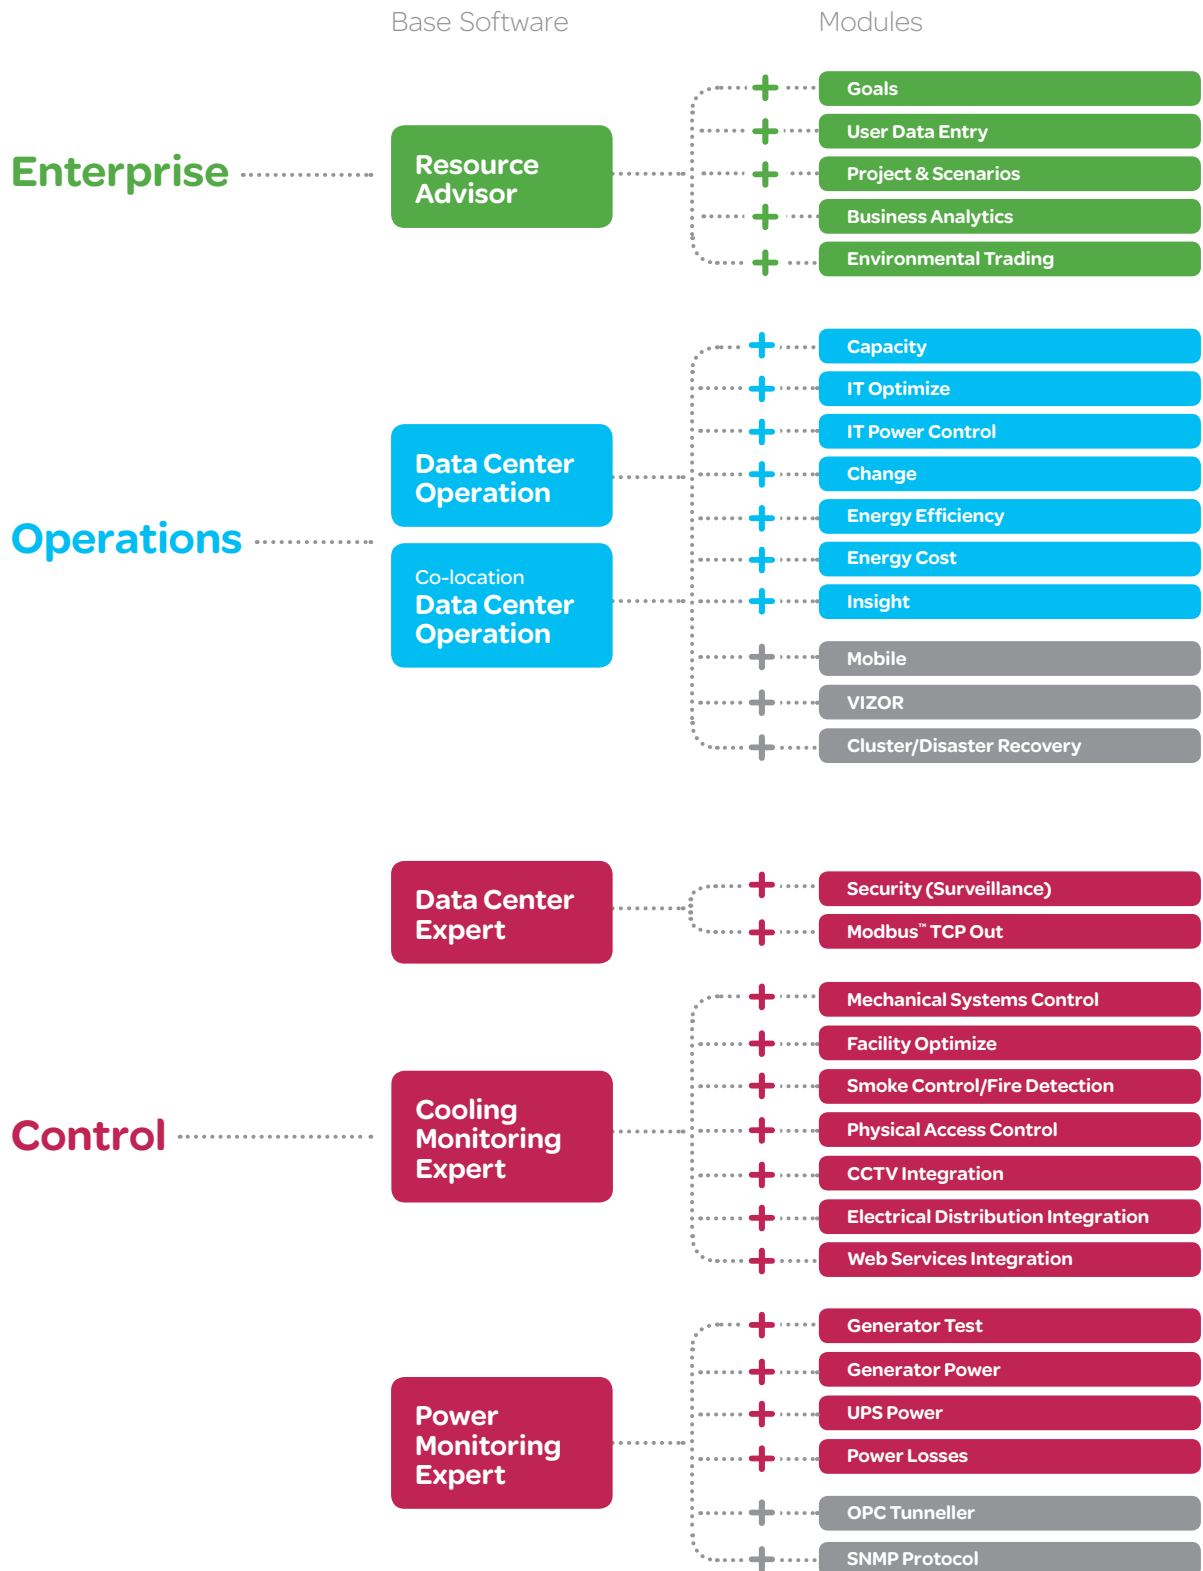 Base Software
Modules
Enterprise
Resource
Advisor
Goals
User Data Entry
Project & Scenarios
Business Analytics
Environmental Trading
Operations
Data Center
Operation
Co-location
Data Center
Operation
Capacity
IT Optimize
IT Power Control
Change
Energy Efficiency
Energy Cost
Insight
Mobile
VIZOR
Cluster/Disaster Recovery
Control
Data Center
Expert
Security (Surveillance)
Modbus™ TCP Out
Cooling
Monitoring
Expert
Mechanical Systems Control
Facility Optimize
Smoke Control/Fire Detection
Physical Access Control
CCTV Integration
Electrical Distribution Integration
Web Services Integration
Power
Monitoring
Expert
Generator Test
Generator Power
UPS Power
Power Losses
OPC Tunneller
SNMP Protocol